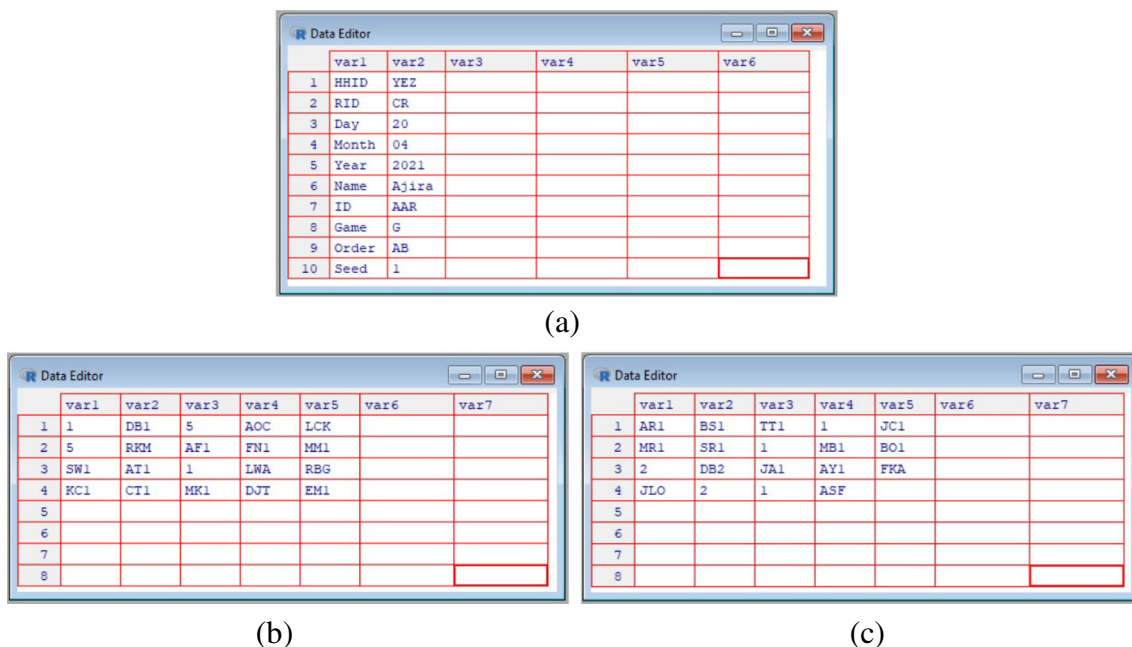 Data Editor
var1 var2 var3 var4 var5 var6
1 HHID YEZ
2 RID CR
3 Day 20
4 Month 04
5 Year 2021
6 Name Ajira
7 ID AAR
8 Game G
9 Order AB
10 Seed 1
(a)
Data Editor
var1 var2 var3 var4 var5 var6 var7
1 1 DB1 5 AOC LCK
2 5 RKM AF1 FN1 MM1
3 SW1 AT1 1 LWA RBG
4 KC1 CT1 MK1 DJT EM1
5
6
7
8
(b)
Data Editor
var1 var2 var3 var4 var5 var6 var7
1 AR1 BS1 TT1 1 JC1
2 MR1 SR1 1 MB1 BO1
3 2 DB2 JA1 AY1 FKA
4 JLO 2 1 ASF
5
6
7
8
(c)